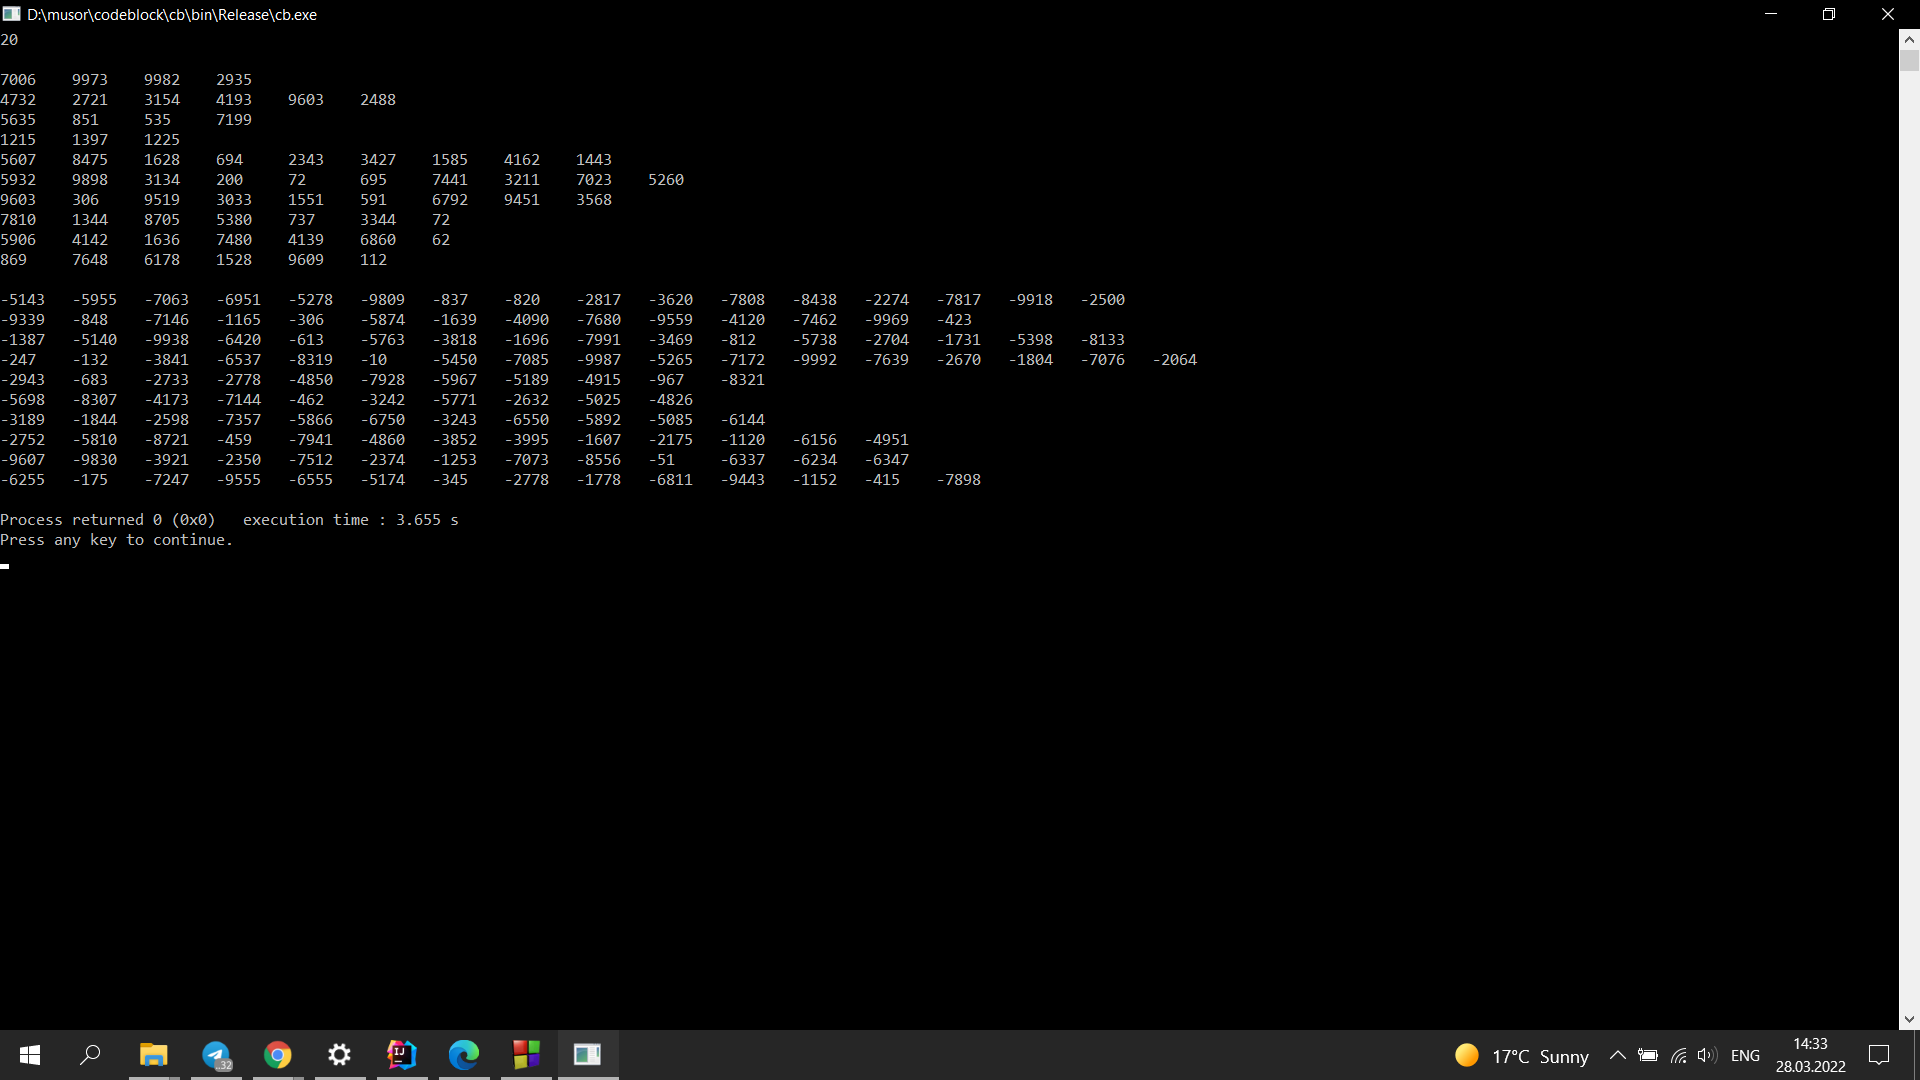 D:\musor\codeblock\cb\bin\Release\cb.exe
20
7006 9973 9982 2935
4732 2721 3154 4193 9603 2488
5635 851 535 7199
1215 1397 1225
5607 8475 1628 694 2343 3427 1585 4162 1443
5932 9898 3134 200 72 695 7441 3211 7023 5260
9603 306 9519 3033 1551 591 6792 9451 3568
7810 1344 8705 5380 737 3344 72
5906 4142 1636 7480 4139 6860 62
869 7648 6178 1528 9609 112
-5143 -5955 -7063 -6951 -5278 -9809 -837 -820 -2817 -3620 -7808 -8438 -2274 -7817 -9918 -2500
-9339 -848 -7146 -1165 -306 -5874 -1639 -4090 -7680 -9559 -4120 -7462 -9969 -423
-1387 -5140 -9938 -6420 -613 -5763 -3818 -1696 -7991 -3469 -812 -5738 -2704 -1731 -5398 -8133
-247 -132 -3841 -6537 -8319 -10 -5450 -7085 -9987 -5265 -7172 -9992 -7639 -2670 -1804 -7076 -2064
-2943 -683 -2733 -2778 -4850 -7928 -5967 -5189 -4915 -967 -8321
-5698 -8307 -4173 -7144 -462 -3242 -5771 -2632 -5025 -4826
-3189 -1844 -2598 -7357 -5866 -6750 -3243 -6550 -5892 -5085 -6144
-2752 -5810 -8721 -459 -7941 -4860 -3852 -3995 -1607 -2175 -1120 -6156 -4951
-9607 -9830 -3921 -2350 -7512 -2374 -1253 -7073 -8556 -51 -6337 -6234 -6347
-6255 -175 -7247 -9555 -6555 -5174 -345 -2778 -1778 -6811 -9443 -1152 -415 -7898
Process returned 0 (0x0)   execution time : 3.655 s
Press any key to continue.
..32
IJ
17°C Sunny
ENG
14:33
28.03.2022